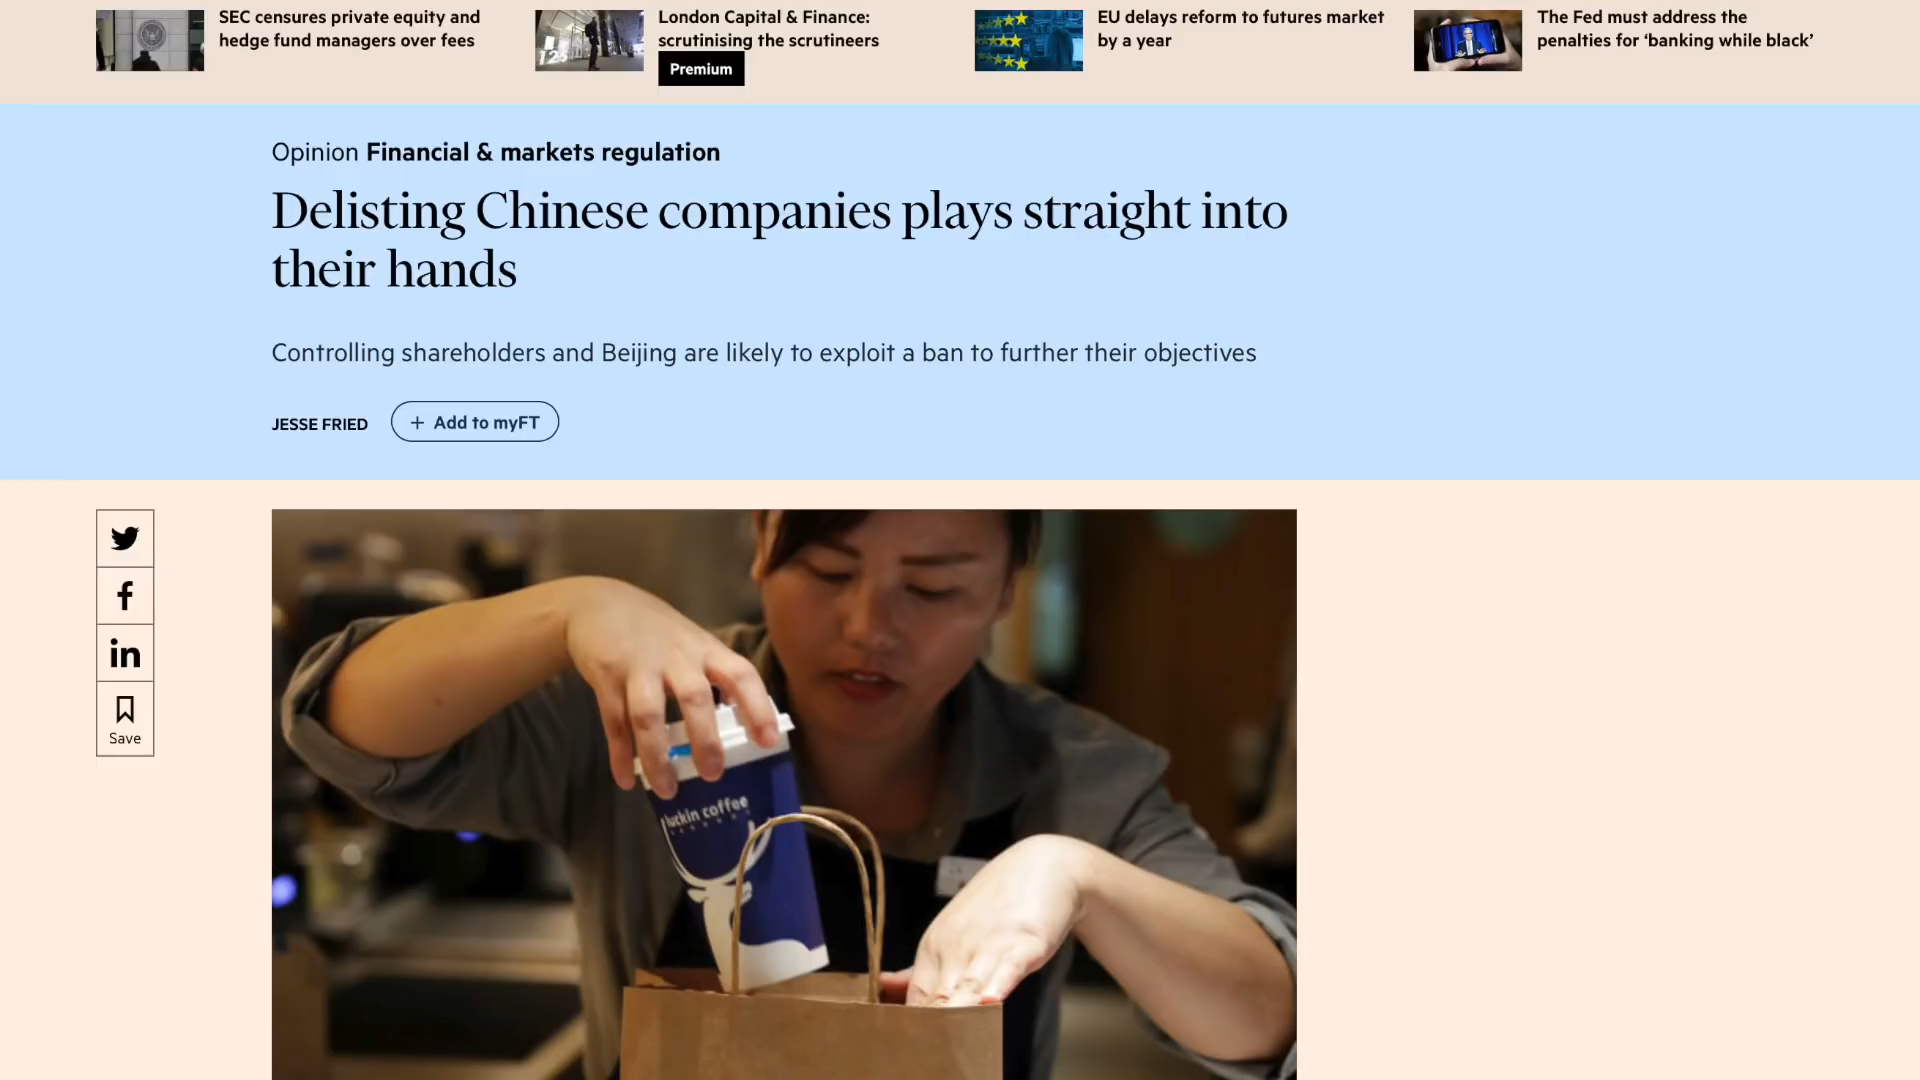 SEC censures private equity and
hedge fund managers over fees
London Capital & Finance:
scrutinising the scrutineers
Premium
EU delays reform to futures market
by a year
The Fed must address the
penalties for ‘banking while black’
Opinion Financial & markets regulation
Delisting Chinese companies plays straight into
their hands
Controlling shareholders and Beijing are likely to exploit a ban to further their objectives
JESSE FRIED
+ Add to myFT
in
Save
luckin coffee